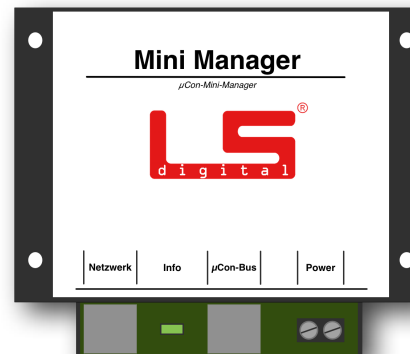 Mini Manager
µCon-Mini-Manager
LS®
digital
Netzwerk Info µCon-Bus Power